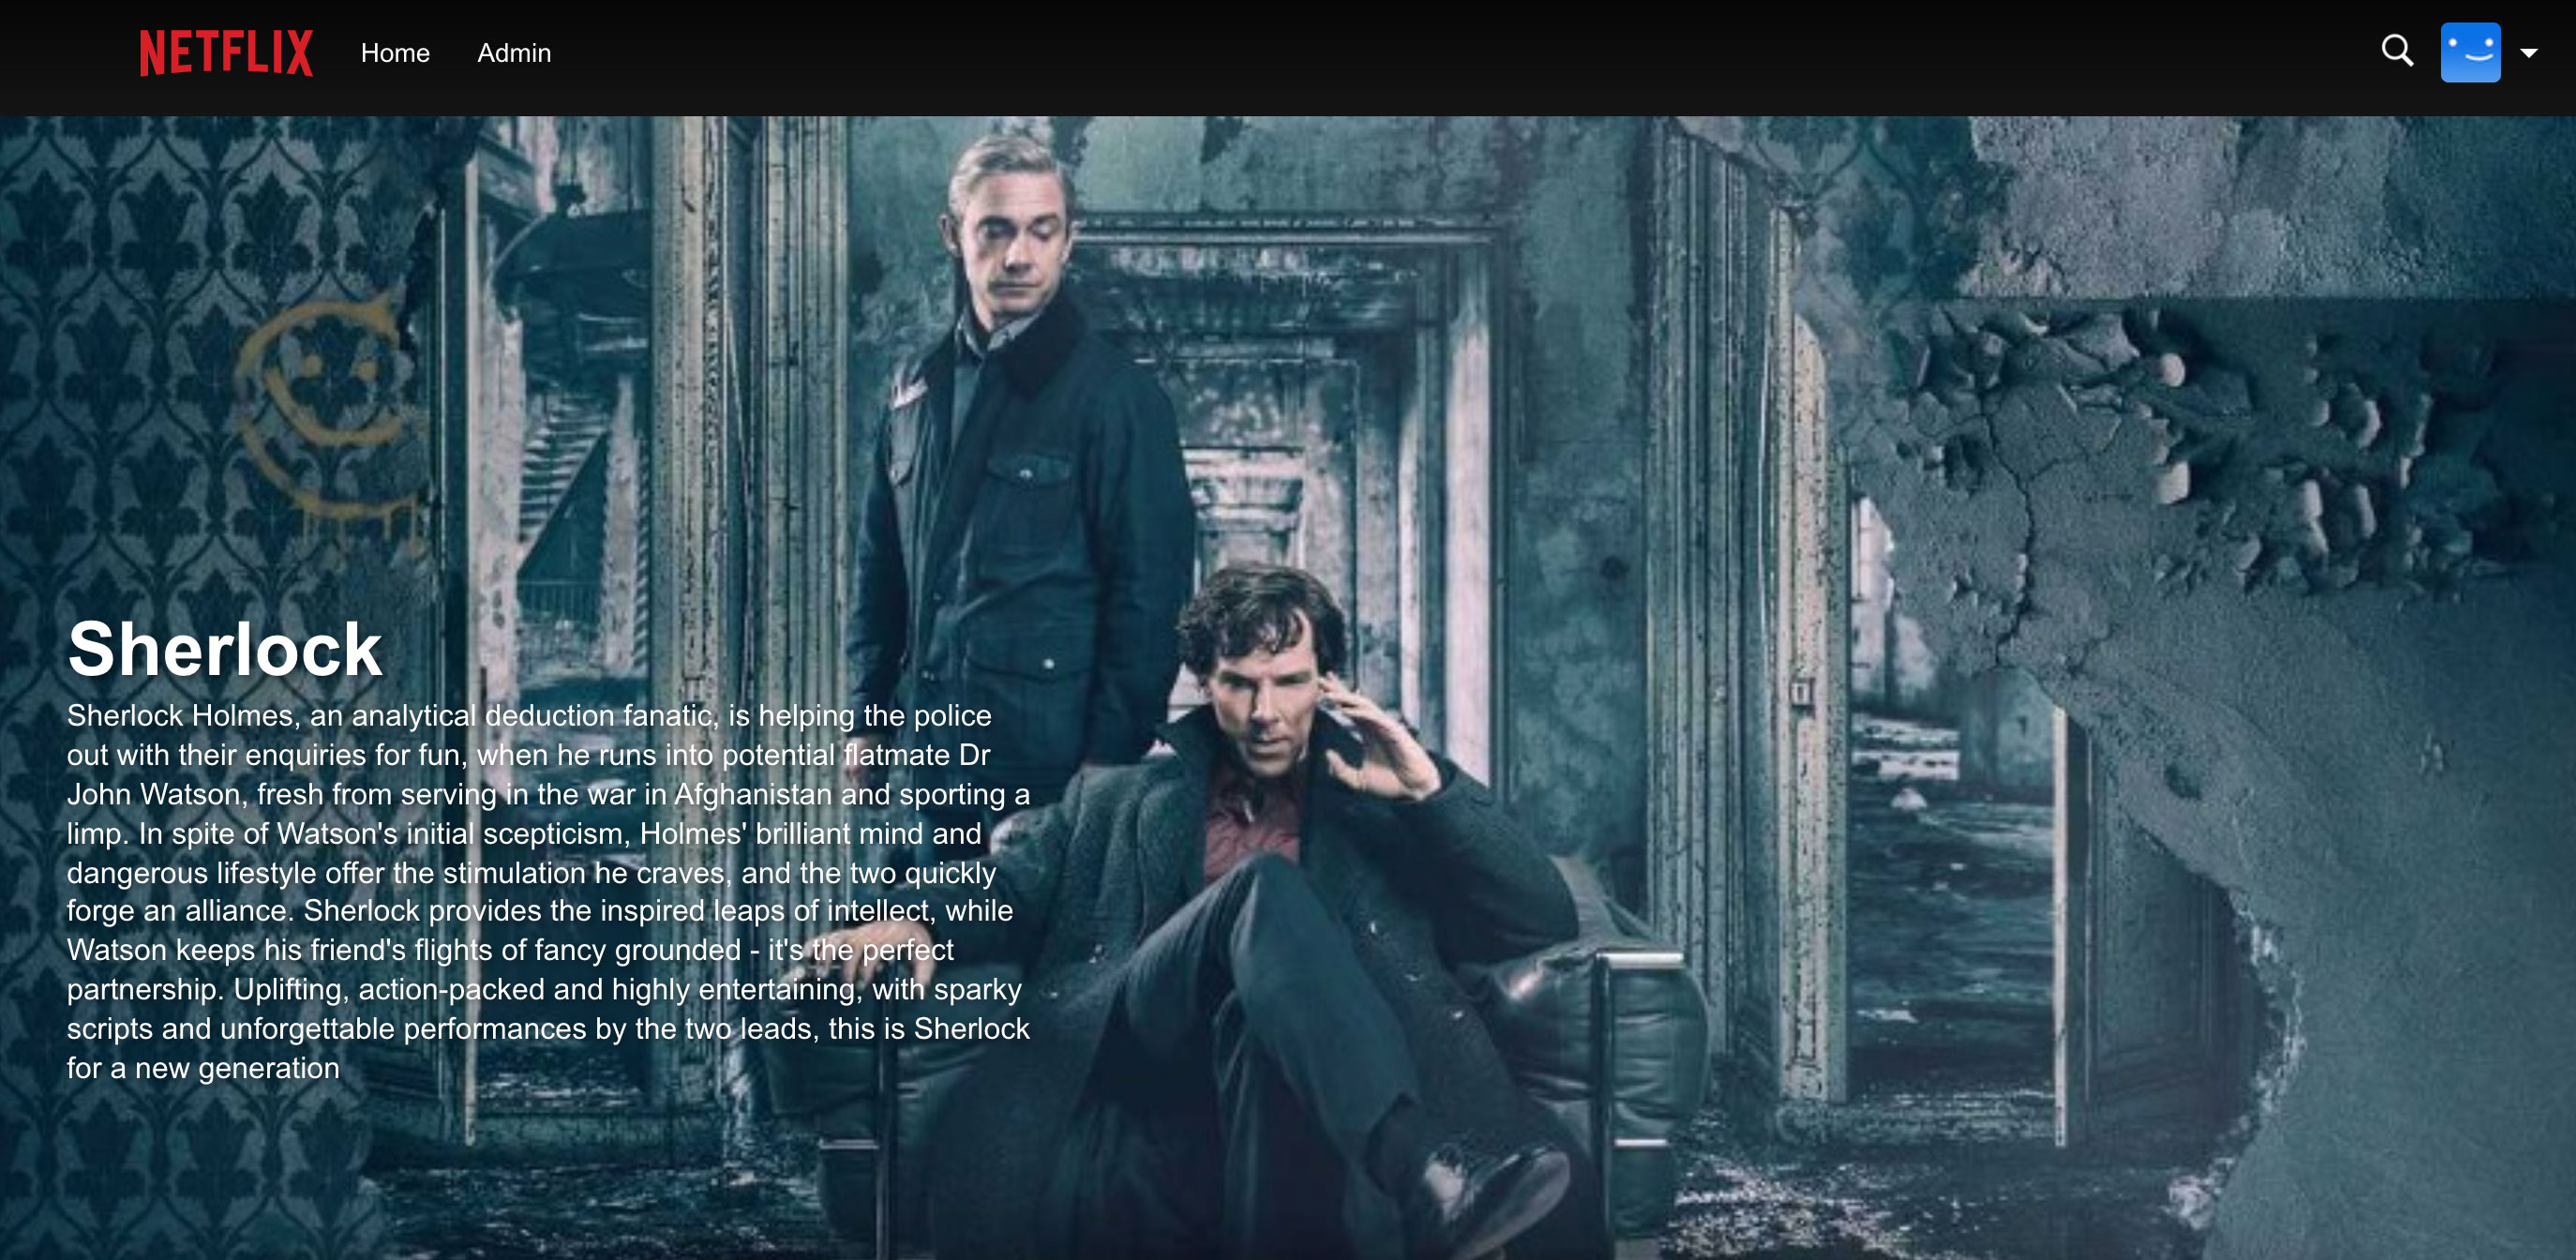 NETFLIX Home Admin
Sherlock
Sherlock Holmes, an analytical deduction fanatic, is helping the police
out with their enquiries for fun, when he runs into potential flatmate Dr
John Watson, fresh from serving in the war in Afghanistan and sporting a
limp. In spite of Watson's initial scepticism, Holmes' brilliant mind and
dangerous lifestyle offer the stimulation he craves, and the two quickly
forge an alliance. Sherlock provides the inspired leaps of intellect, while
Watson keeps his friend's flights of fancy grounded - it's the perfect
partnership. Uplifting, action-packed and highly entertaining, with sparky
scripts and unforgettable performances by the two leads, this is Sherlock
for a new generation